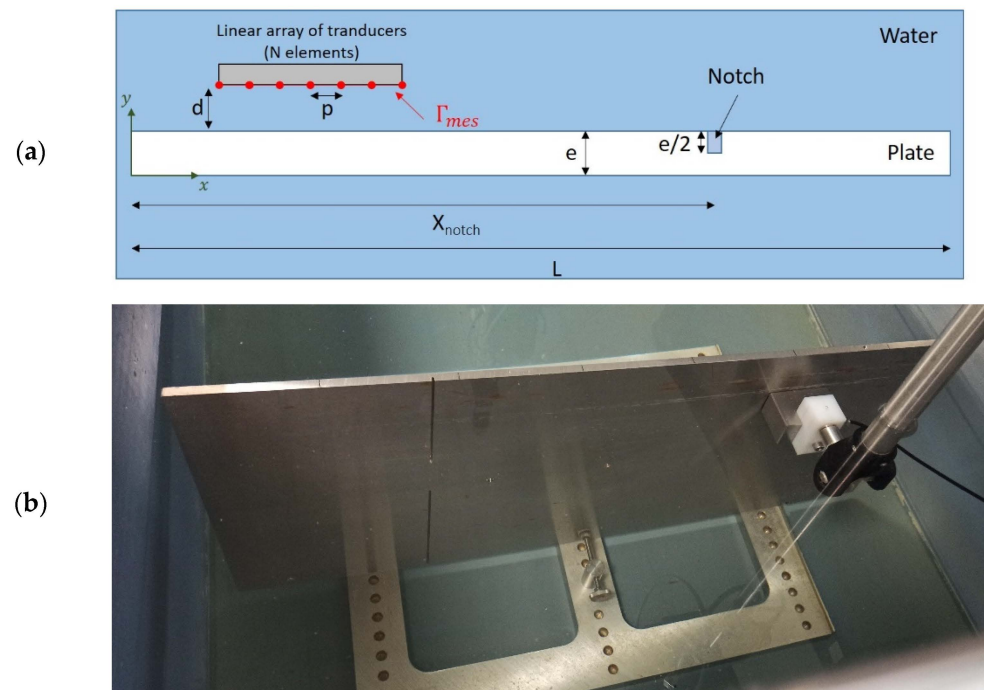 (a)
Linear array of tranducers
(N elements)
Water
Notch
d
p
Γmes
y
e
e/2
Plate
x
Xnotch
L
(b)